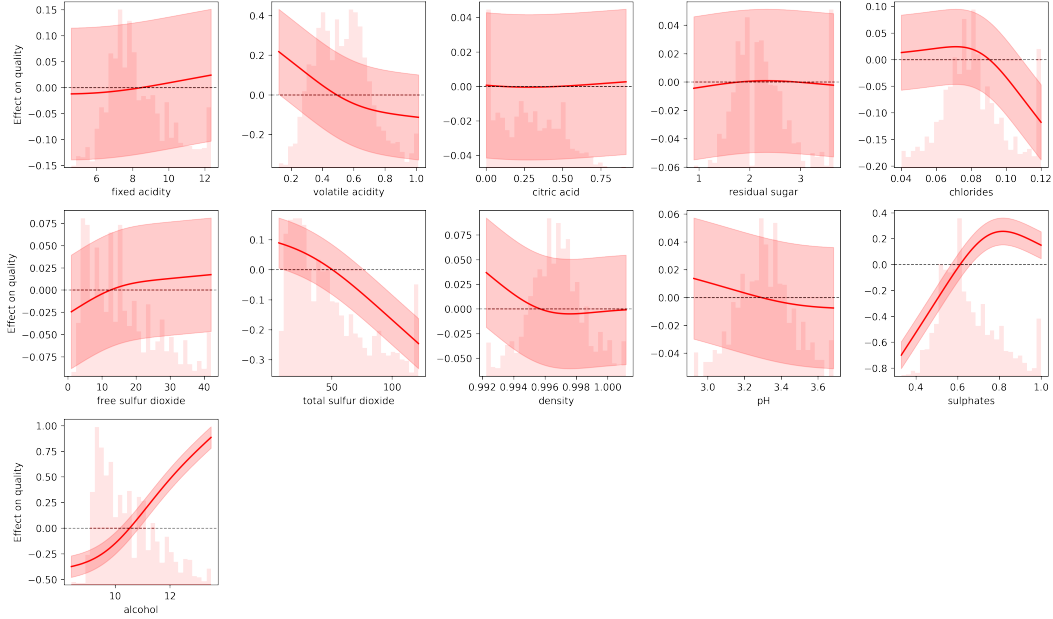 0.15
0.10
0.05
0.00
−0.05
−0.10
−0.15
6 8 10 12
fixed acidity
Effect on quality
0.4
0.2
0.0
−0.2
0.2 0.4 0.6 0.8 1.0
volatile acidity
0.04
0.02
0.00
−0.02
−0.04
0.00 0.25 0.50 0.75
citric acid
0.04
0.02
0.00
−0.02
−0.04
−0.06
1 2 3
residual sugar
0.10
0.05
0.00
−0.05
−0.10
−0.15
−0.20
0.04 0.06 0.08 0.10 0.12
chlorides
0.075
0.050
0.025
0.000
−0.025
−0.050
−0.075
0 10 20 30 40
free sulfur dioxide
Effect on quality
0.1
0.0
−0.1
−0.2
−0.3
50 100
total sulfur dioxide
0.075
0.050
0.025
0.000
−0.025
−0.050
0.992 0.994 0.996 0.998 1.000
density
0.04
0.02
0.00
−0.02
−0.04
3.0 3.2 3.4 3.6
pH
0.4
0.2
0.0
−0.2
−0.4
−0.6
−0.8
0.4 0.6 0.8 1.0
sulphates
1.00
0.75
0.50
0.25
0.00
−0.25
−0.50
10 12
alcohol
Effect on quality